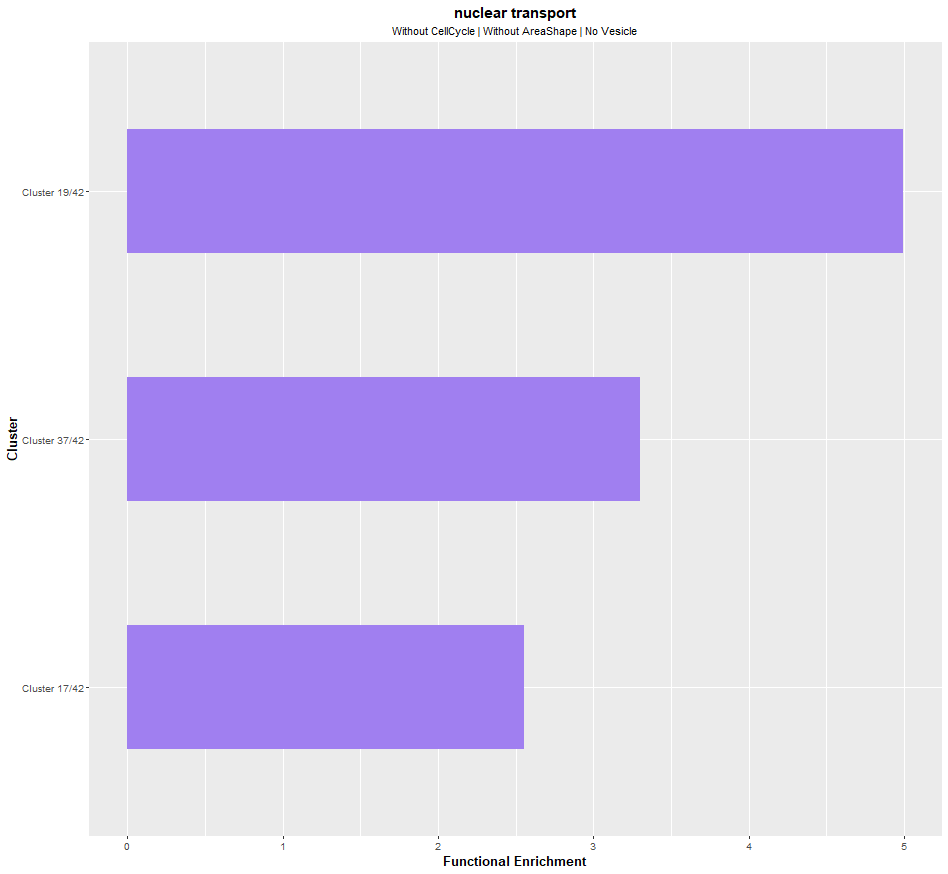 nuclear transport
Without CellCycle | Without AreaShape | No Vesicle
Cluster
Cluster 19/42
Cluster 37/42
Cluster 17/42
0 1 2 3 4 5
Functional Enrichment